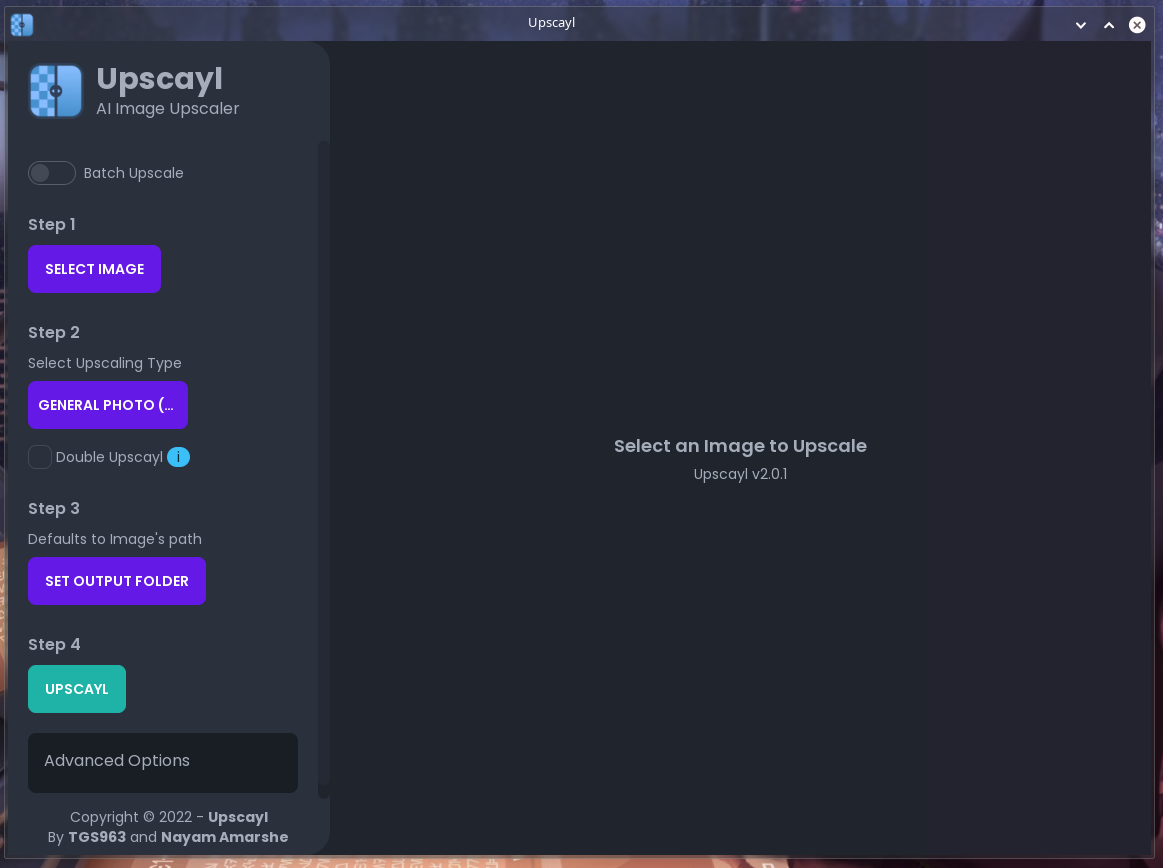 Upscayl
Upscayl
AI Image Upscaler
Batch Upscale
Step 1
SELECT IMAGE
Step 2
Select Upscaling Type
GENERAL PHOTO (...
Double Upscayl i
Step 3
Defaults to Image's path
SET OUTPUT FOLDER
Step 4
UPSCAYL
Advanced Options
Copyright © 2022 - Upscayl
By TGS963 and Nayam Amarshe
Select an Image to Upscale
Upscayl v2.0.1